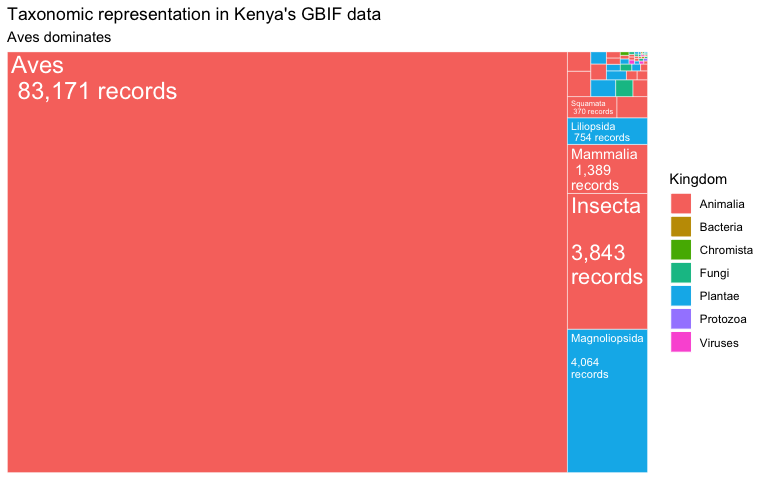 Taxonomic representation in Kenya's GBIF data
Aves dominates
Aves
83,171 records
Squamata
370 records
Liliopsida
754 records
Mammalia
1,389
records
Insecta
3,843
records
Magnoliopsida
4,064
records
Kingdom
Animalia
Bacteria
Chromista
Fungi
Plantae
Protozoa
Viruses